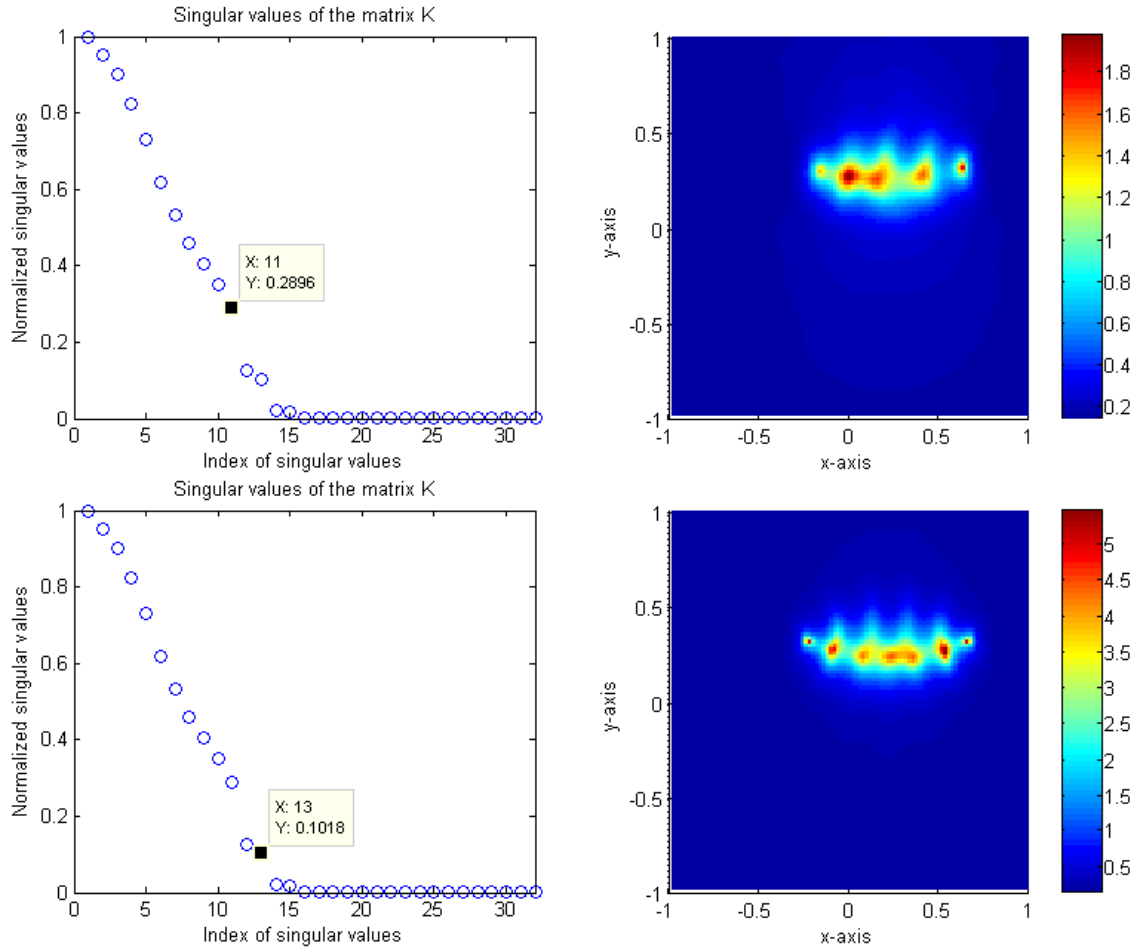 Singular values of the matrix K
Normalized singular values
1
0.8
0.6
0.4
0.2
0
X: 11
Y: 0.2896
0 5 10 15 20 25 30
Index of singular values
y-axis
1
0.5
0
-0.5
-1
-1 -0.5 0 0.5 1
x-axis
1.8
1.6
1.4
1.2
1
0.8
0.6
0.4
0.2
Singular values of the matrix K
Normalized singular values
1
0.8
0.6
0.4
0.2
0
X: 13
Y: 0.1018
0 5 10 15 20 25 30
Index of singular values
y-axis
1
0.5
0
-0.5
-1
-1 -0.5 0 0.5 1
x-axis
5
4.5
4
3.5
3
2.5
2
1.5
1
0.5